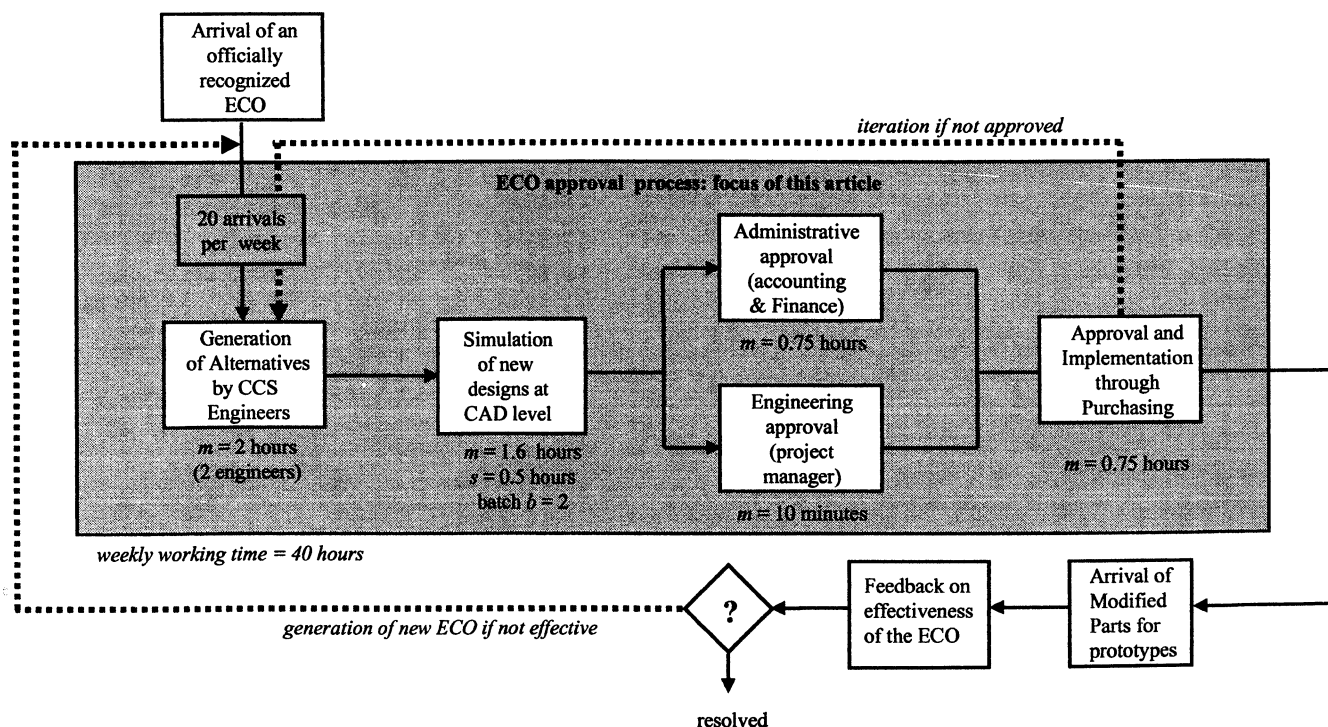 Arrival of an
officially
recognized
ECO
iteration if not approved
ECO approval process: focus of this article
20 arrivals
per week
Generation
of Alternatives
by CCS
Engineers
m = 2 hours
(2 engineers)
Simulation
of new
designs at
CAD level
m = 1.6 hours
s = 0.5 hours
batch b = 2
Administrative
approval
(accounting
& Finance)
m = 0.75 hours
Engineering
approval
(project
manager)
m = 10 minutes
Approval and
Implementation
through
Purchasing
m = 0.75 hours
weekly working time = 40 hours
Arrival of
Modified
Parts for
prototypes
Feedback on
effectiveness
of the ECO
?
generation of new ECO if not effective
resolved